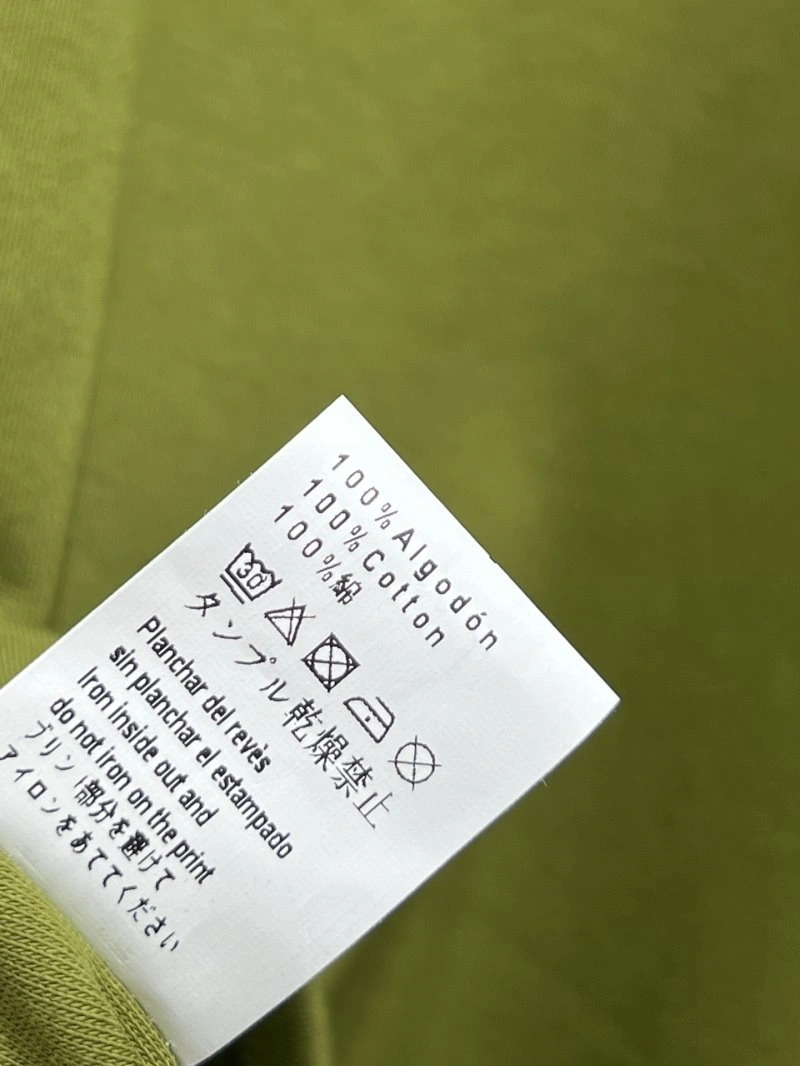 100% Algodón
100% Cotton
100%綿
30
タンプル乾燥禁止
Planchar del revés
sin planchar el estampado
Iron inside out and
do not iron on the print
プリント部分を避けて
アイロンをあててください